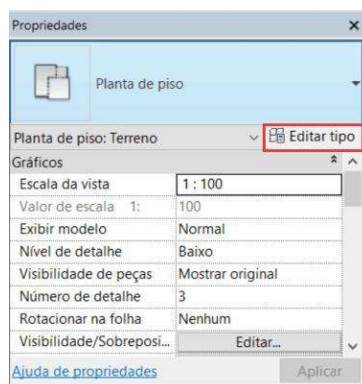 Propriedades
Planta de piso
Planta de piso: Terreno
Editar tipo
Gráficos
Escala da vista 1 : 100
Valor de escala 1: 100
Exibir modelo Normal
Nível de detalhe Baixo
Visibilidade de peças Mostrar original
Número de detalhe 3
Rotacionar na folha Nenhum
Visibilidade/Sobreposi... Editar...
Ajuda de propriedades Aplicar